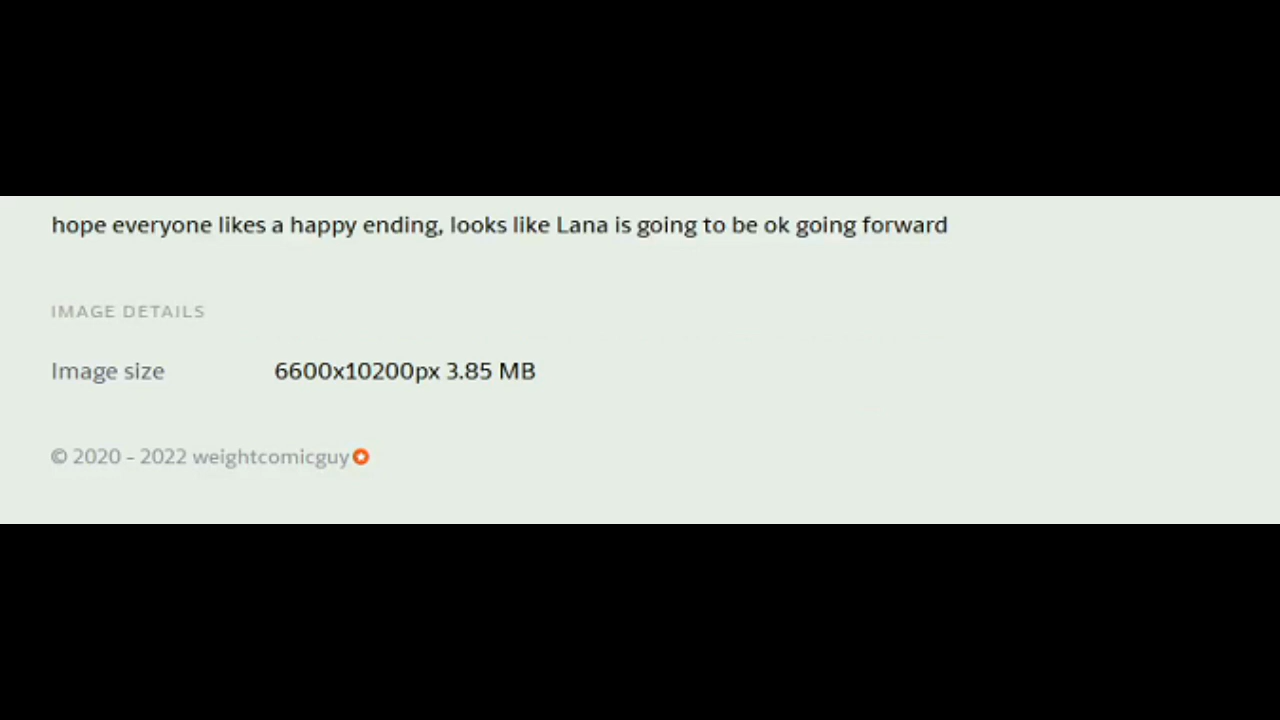 hope everyone likes a happy ending, looks like Lana is going to be ok going forward
IMAGE DETAILS
Image size 6600x10200px 3.85 MB
© 2020 - 2022 weightcomicguy